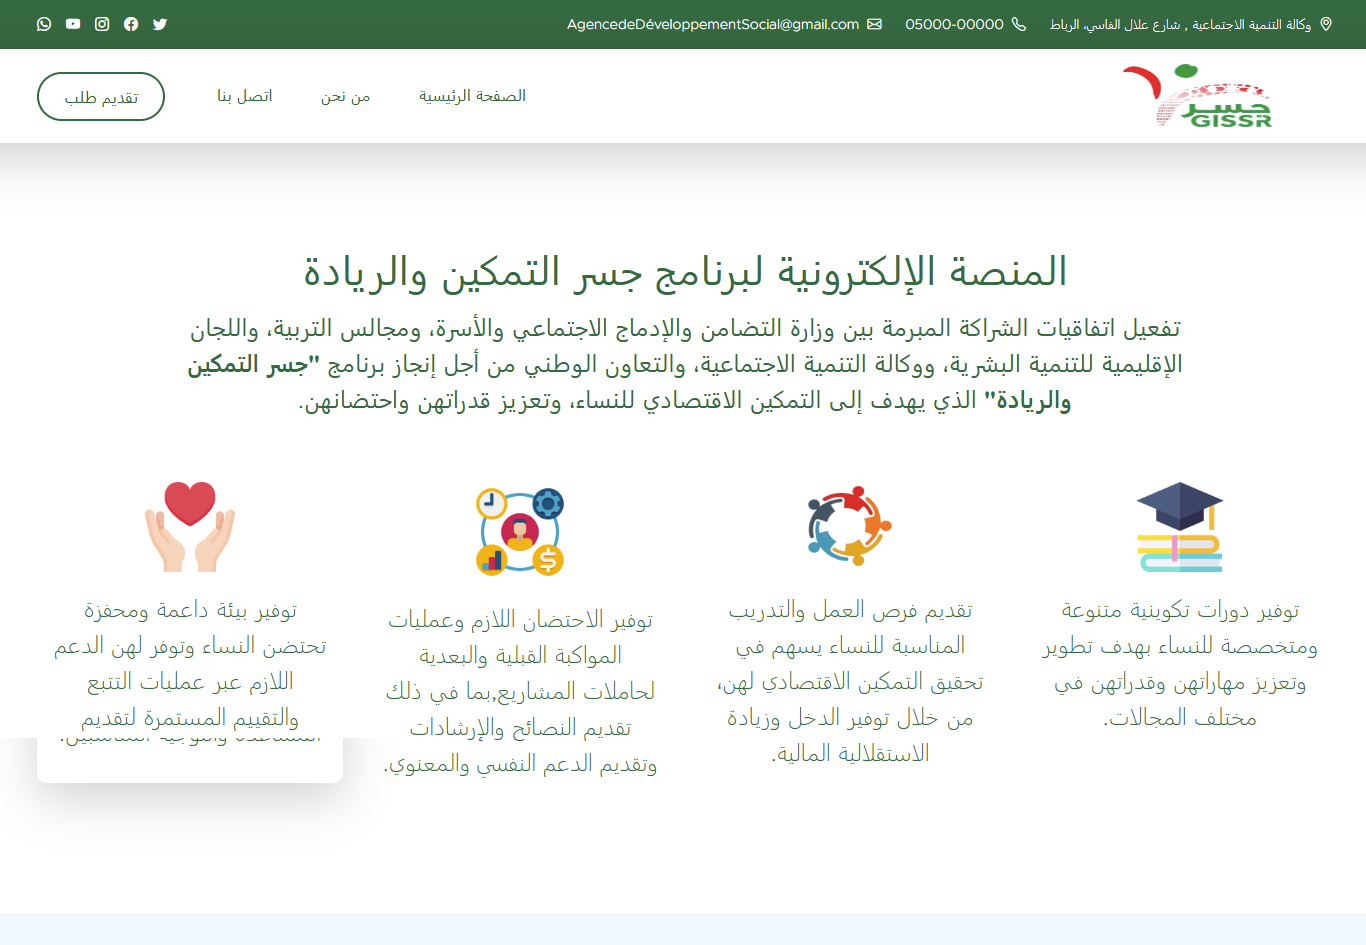 وكالة التنمية الاجتماعية , شارع علال الفاسي، الرباط
05000-00000
AgencedeDéveloppementSocial@gmail.com
جسر
GISSR
الصفحة الرئيسية
من نحن
اتصل بنا
تقديم طلب
المنصة الإلكترونية لبرنامج جسر التمكين والريادة
تفعيل اتفاقيات الشراكة المبرمة بين وزارة التضامن والإدماج الاجتماعي والأسرة، ومجالس التربية، واللجان
الإقليمية للتنمية البشرية، ووكالة التنمية الاجتماعية، والتعاون الوطني من أجل إنجاز برنامج "جسر التمكين
والريادة" الذي يهدف إلى التمكين الاقتصادي للنساء، وتعزيز قدراتهن واحتضانهن.
توفير دورات تكوينية متنوعة
ومتخصصة للنساء بهدف تطوير
وتعزيز مهاراتهن وقدراتهن في
مختلف المجالات.
تقديم فرص العمل والتدريب
المناسبة للنساء يسهم في
تحقيق التمكين الاقتصادي لهن،
من خلال توفير الدخل وزيادة
الاستقلالية المالية.
توفير الاحتضان اللازم وعمليات
المواكبة القبلية والبعدية
لحاملات المشاريع,بما في ذلك
تقديم النصائح والإرشادات
وتقديم الدعم النفسي والمعنوي.
توفير بيئة داعمة ومحفزة
تحتضن النساء وتوفر لهن الدعم
اللازم عبر عمليات التتبع
والتقييم المستمرة لتقديم